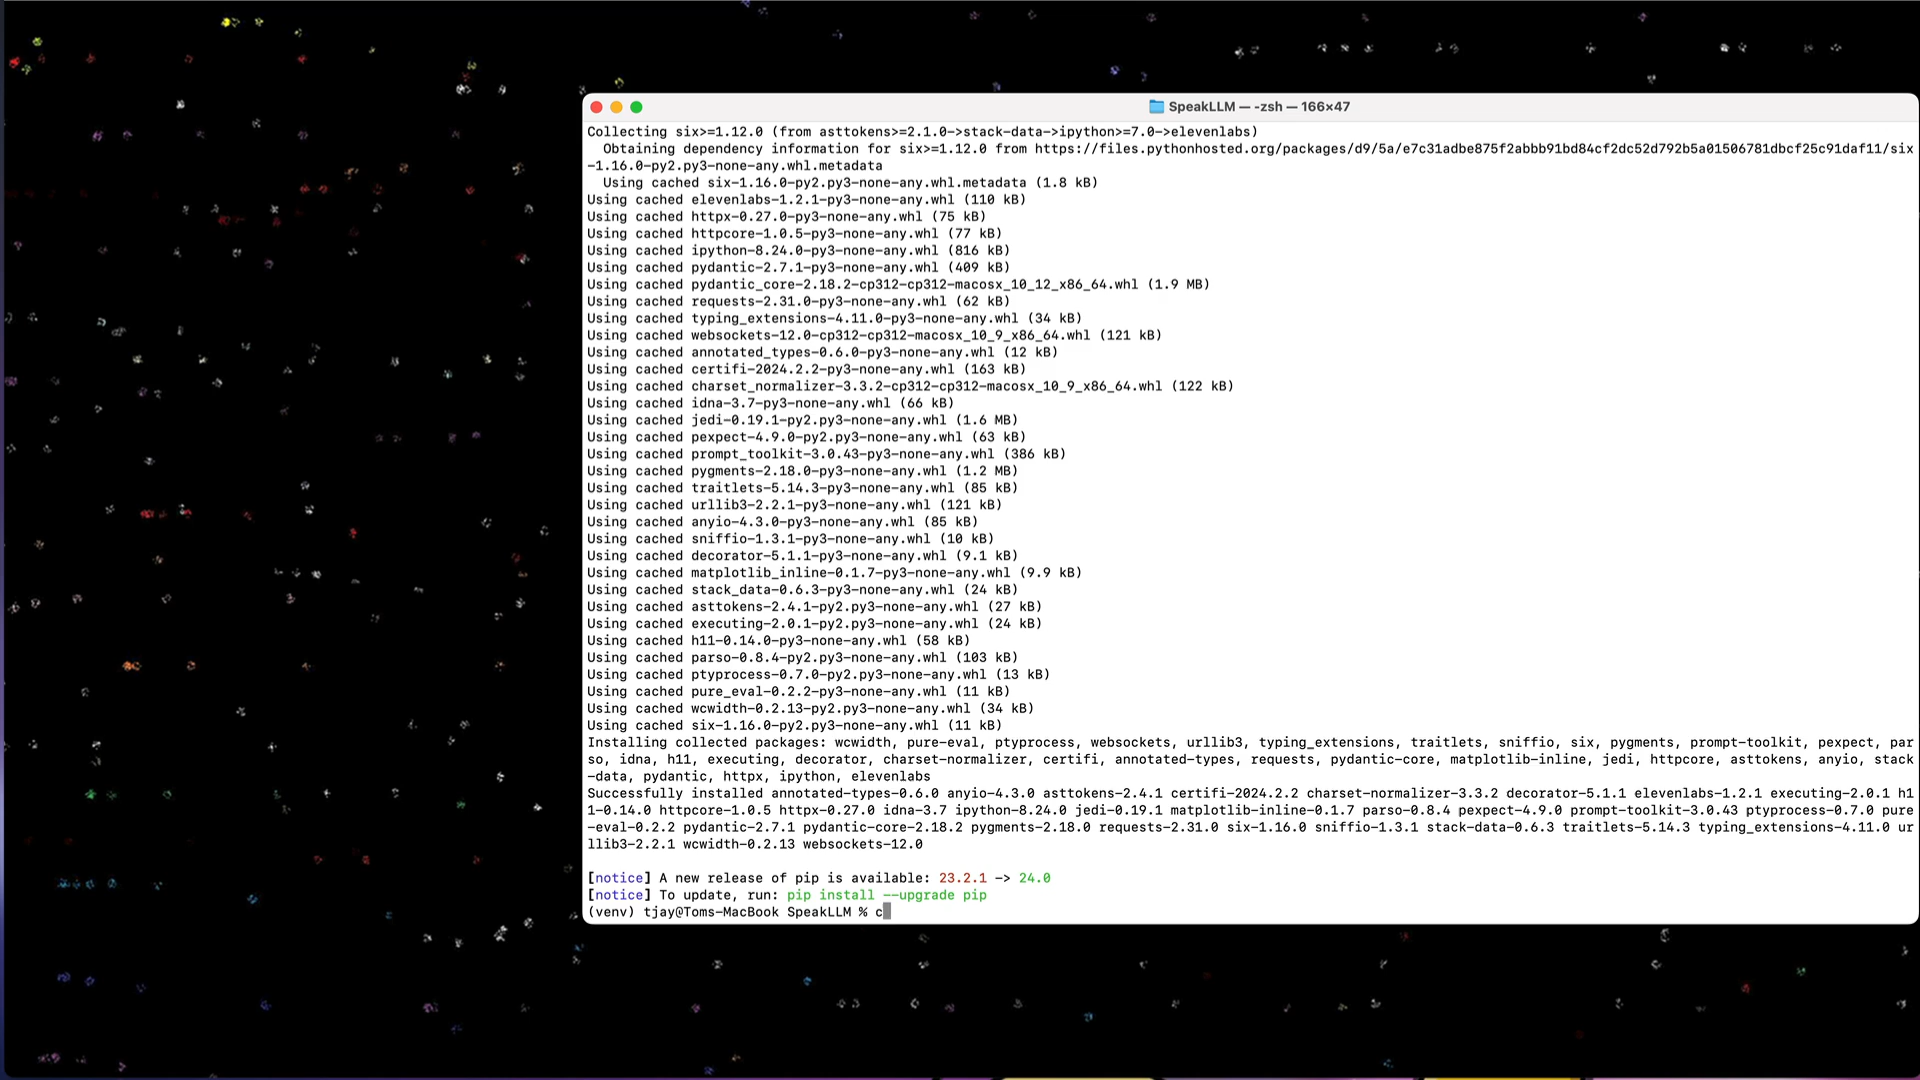 SpeakLLM — -zsh — 166×47
Collecting six>=1.12.0 (from asttokens>=2.1.0->stack-data->ipython>=7.0->elevenlabs)
  Obtaining dependency information for six>=1.12.0 from https://files.pythonhosted.org/packages/d9/5a/e7c31adbe875f2abbb91bd84cf2dc52d792b5a01506781dbcf25c91daf11/six
-1.16.0-py2.py3-none-any.whl.metadata
  Using cached six-1.16.0-py2.py3-none-any.whl.metadata (1.8 kB)
Using cached elevenlabs-1.2.1-py3-none-any.whl (110 kB)
Using cached httpx-0.27.0-py3-none-any.whl (75 kB)
Using cached httpcore-1.0.5-py3-none-any.whl (77 kB)
Using cached ipython-8.24.0-py3-none-any.whl (816 kB)
Using cached pydantic-2.7.1-py3-none-any.whl (409 kB)
Using cached pydantic_core-2.18.2-cp312-cp312-macosx_10_12_x86_64.whl (1.9 MB)
Using cached requests-2.31.0-py3-none-any.whl (62 kB)
Using cached typing_extensions-4.11.0-py3-none-any.whl (34 kB)
Using cached websockets-12.0-cp312-cp312-macosx_10_9_x86_64.whl (121 kB)
Using cached annotated_types-0.6.0-py3-none-any.whl (12 kB)
Using cached certifi-2024.2.2-py3-none-any.whl (163 kB)
Using cached charset_normalizer-3.3.2-cp312-cp312-macosx_10_9_x86_64.whl (122 kB)
Using cached idna-3.7-py3-none-any.whl (66 kB)
Using cached jedi-0.19.1-py2.py3-none-any.whl (1.6 MB)
Using cached pexpect-4.9.0-py2.py3-none-any.whl (63 kB)
Using cached prompt_toolkit-3.0.43-py3-none-any.whl (386 kB)
Using cached pygments-2.18.0-py3-none-any.whl (1.2 MB)
Using cached traitlets-5.14.3-py3-none-any.whl (85 kB)
Using cached urllib3-2.2.1-py3-none-any.whl (121 kB)
Using cached anyio-4.3.0-py3-none-any.whl (85 kB)
Using cached sniffio-1.3.1-py3-none-any.whl (10 kB)
Using cached decorator-5.1.1-py3-none-any.whl (9.1 kB)
Using cached matplotlib_inline-0.1.7-py3-none-any.whl (9.9 kB)
Using cached stack_data-0.6.3-py3-none-any.whl (24 kB)
Using cached asttokens-2.4.1-py2.py3-none-any.whl (27 kB)
Using cached executing-2.0.1-py2.py3-none-any.whl (24 kB)
Using cached h11-0.14.0-py3-none-any.whl (58 kB)
Using cached parso-0.8.4-py2.py3-none-any.whl (103 kB)
Using cached ptyprocess-0.7.0-py2.py3-none-any.whl (13 kB)
Using cached pure_eval-0.2.2-py3-none-any.whl (11 kB)
Using cached wcwidth-0.2.13-py2.py3-none-any.whl (34 kB)
Using cached six-1.16.0-py2.py3-none-any.whl (11 kB)
Installing collected packages: wcwidth, pure-eval, ptyprocess, websockets, urllib3, typing_extensions, traitlets, sniffio, six, pygments, prompt-toolkit, pexpect, par
so, idna, h11, executing, decorator, charset-normalizer, certifi, annotated-types, requests, pydantic-core, matplotlib-inline, jedi, httpcore, asttokens, anyio, stack
-data, pydantic, httpx, ipython, elevenlabs
Successfully installed annotated-types-0.6.0 anyio-4.3.0 asttokens-2.4.1 certifi-2024.2.2 charset-normalizer-3.3.2 decorator-5.1.1 elevenlabs-1.2.1 executing-2.0.1 h1
1-0.14.0 httpcore-1.0.5 httpx-0.27.0 idna-3.7 ipython-8.24.0 jedi-0.19.1 matplotlib-inline-0.1.7 parso-0.8.4 pexpect-4.9.0 prompt-toolkit-3.0.43 ptyprocess-0.7.0 pure
-eval-0.2.2 pydantic-2.7.1 pydantic-core-2.18.2 pygments-2.18.0 requests-2.31.0 six-1.16.0 sniffio-1.3.1 stack-data-0.6.3 traitlets-5.14.3 typing_extensions-4.11.0 ur
llib3-2.2.1 wcwidth-0.2.13 websockets-12.0
[notice] A new release of pip is available: 23.2.1 -> 24.0
[notice] To update, run: pip install --upgrade pip
(venv) tjay@Toms-MacBook SpeakLLM % c